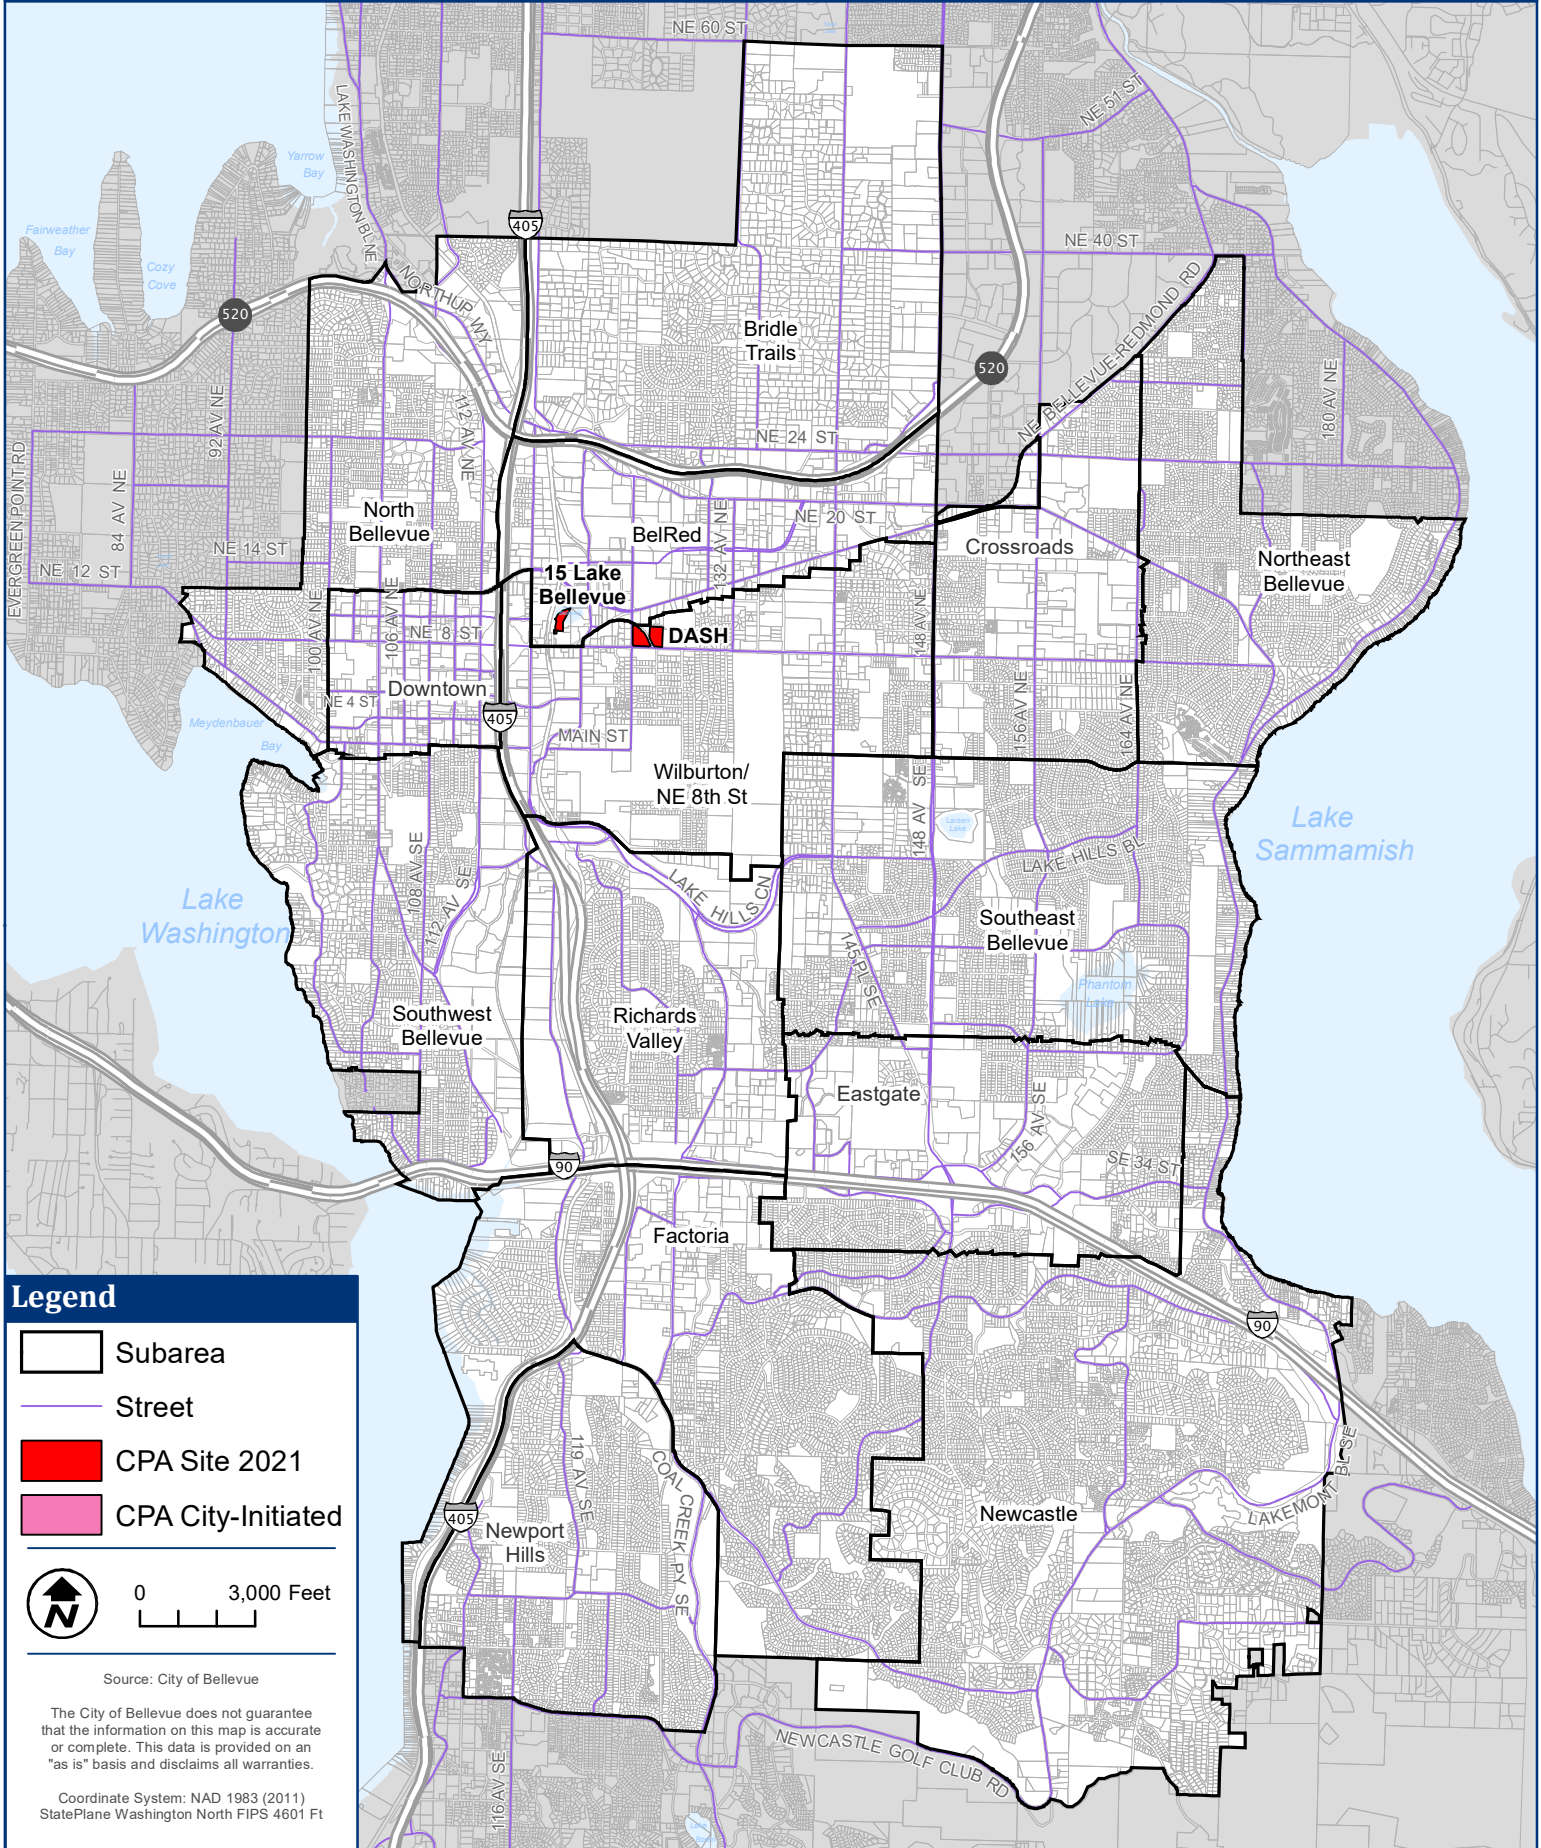 NE 60 ST
NE 51 ST
LAKE WASHINGTON BL NE
Yarrow
Bay
405
Fairweather
Bay
Cozy
Cove
NE 40 ST
NORTHUP WY
520
Bridle
Trails
520
NE BELLEVUE-REDMOND RD
180 AV NE
92 AV NE
112 AV NE
NE 24 ST
EVERGREEN POINT RD
84 AV NE
North
Bellevue
132 AV NE
NE 20 ST
BelRed
Crossroads
NE 14 ST
NE 12 ST
Northeast
Bellevue
15 Lake
Bellevue
100 AV NE
106 AV NE
NE 8 ST
DASH
148 AV NE
NE 4 ST
Downtown
405
156 AV NE
164 AV NE
Meydenbauer
Bay
MAIN ST
Wilburton/
NE 8th St
148 AV SE
Larsen
Lake
Lake
Sammamish
LAKE HILLS BL
108 AV SE
112 AV SE
LAKE HILLS CN
Lake
Washington
Southeast
Bellevue
145 PL SE
Phantom
Lake
Southwest
Bellevue
Richards
Valley
Eastgate
156 AV SE
SE 34 ST
90
Factoria
90
Legend
Subarea
Street
CPA Site 2021
CPA City-Initiated
N
0 3,000 Feet
Source: City of Bellevue
The City of Bellevue does not guarantee
that the information on this map is accurate
or complete. This data is provided on an
"as is" basis and disclaims all warranties.
Coordinate System: NAD 1983 (2011)
StatePlane Washington North FIPS 4601 Ft
119 AV SE
COAL CREEK PY SE
LAKEMONT BL SE
405
Newport
Hills
Newcastle
NEWCASTLE GOLF CLUB RD
116 AV SE